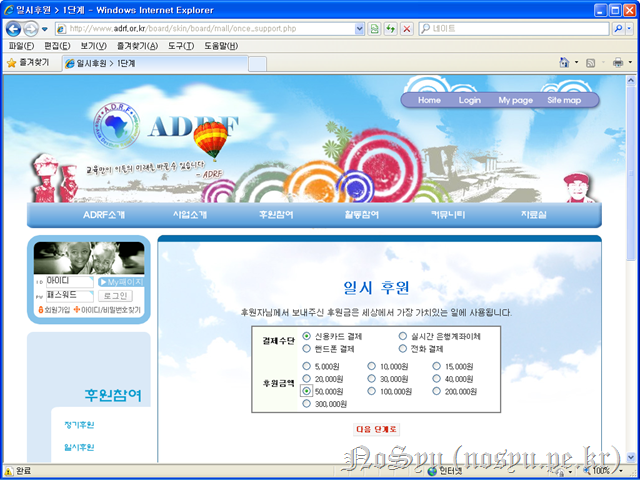 일시후원 > 1단계 - Windows Internet Explorer
http://www.adrf.or.kr/board/skin/board/mall/once_support.php
네이트
파일(F) 편집(E) 보기(V) 즐겨찾기(A) 도구(T) 도움말(H)
즐겨찾기
일시후원 > 1단계
Home Login My page Site map
A.D.R.F
ADRF
교육만이 이들의 미래를 바꿀 수 있습니다.
- ADRF
ADRF소개 사업소개 후원참여 활동참여 커뮤니티 자료실
ID 아이디 ▶My페이지
PW 패스워드 로그인
회원가입 아이디/비밀번호찾기
후원참여
정기후원
일시후원
일시 후원
후원자님께서 보내주신 후원금은 세상에서 가장 가치있는 일에 사용됩니다.
결제수단 신용카드 결제 실시간 은행계좌이체
핸드폰 결제 전화 결제
후원금액 5,000원 10,000원 15,000원
20,000원 30,000원 40,000원
50,000원 100,000원 200,000원
300,000원
다음 단계로
NoSyu (nosyu.pe.kr)
완료 인터넷 100%